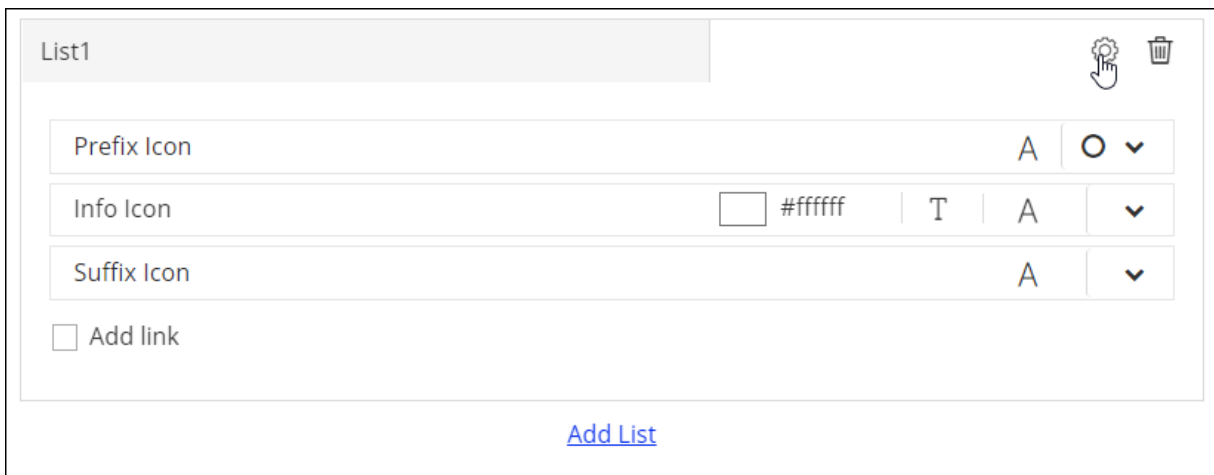 List1
Prefix Icon A
Info Icon #ffffff T A
Suffix Icon A
Add link
Add List